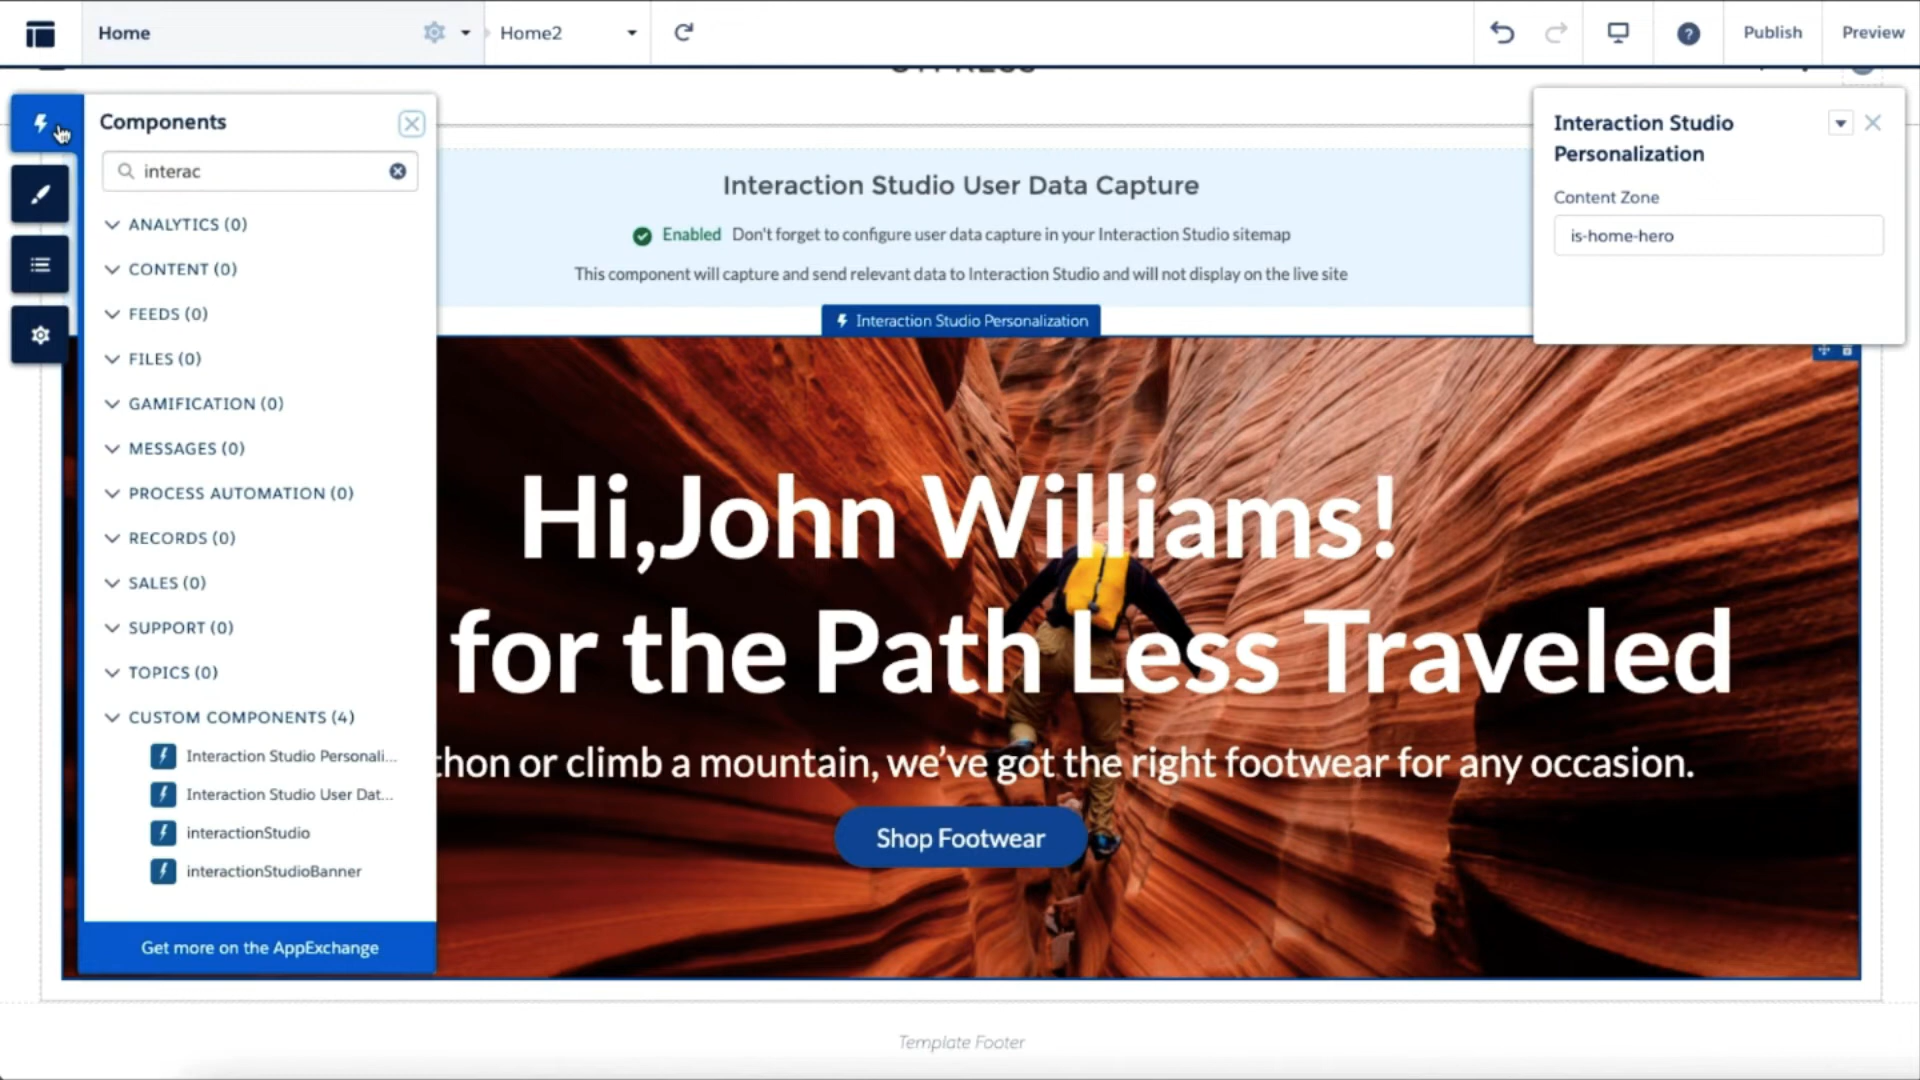 Home
Home2
Publish
Preview
Components
interac
ANALYTICS (0)
CONTENT (0)
FEEDS (0)
FILES (0)
GAMIFICATION (0)
MESSAGES (0)
PROCESS AUTOMATION (0)
RECORDS (0)
SALES (0)
SUPPORT (0)
TOPICS (0)
CUSTOM COMPONENTS (4)
Interaction Studio Personali...
Interaction Studio User Dat...
interactionStudio
interactionStudioBanner
Get more on the AppExchange
Interaction Studio User Data Capture
Enabled Don't forget to configure user data capture in your Interaction Studio sitemap
This component will capture and send relevant data to Interaction Studio and will not display on the live site
Interaction Studio Personalization
Hi,John Williams!
for the Path Less Traveled
thon or climb a mountain, we've got the right footwear for any occasion.
Shop Footwear
Template Footer
Interaction Studio
Personalization
Content Zone
is-home-hero